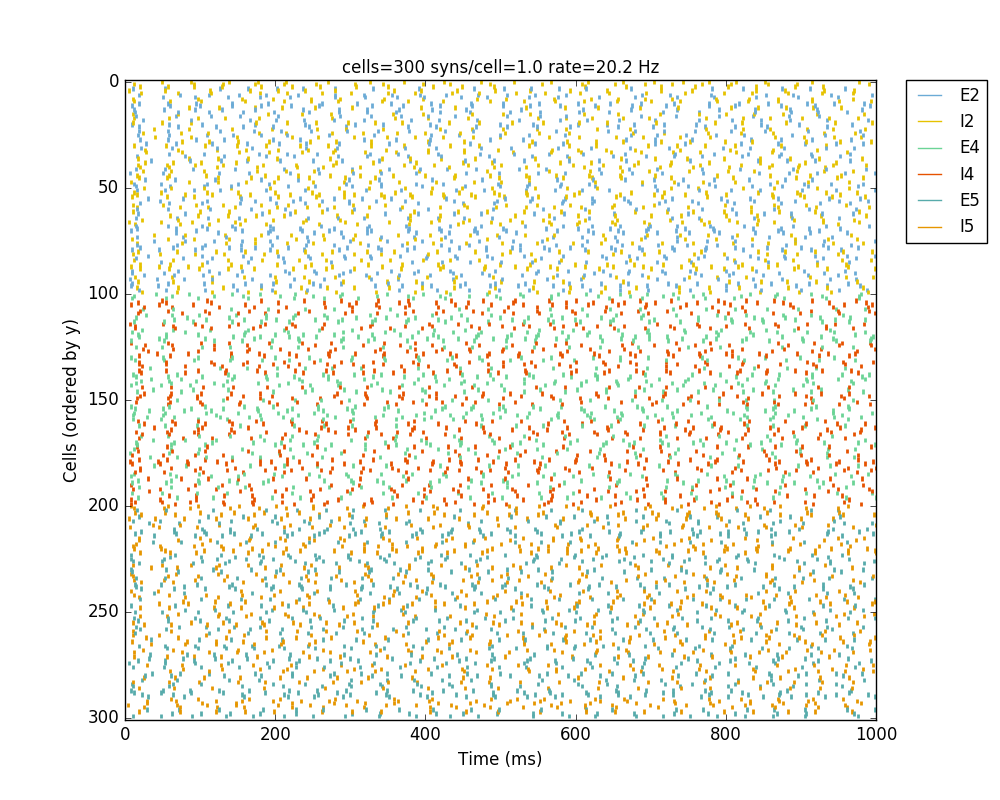 cells=300 syns/cell=1.0 rate=20.2 Hz
0
50
100
150
200
250
300
Cells (ordered by y)
0 200 400 600 800 1000
Time (ms)
E2
I2
E4
I4
E5
I5